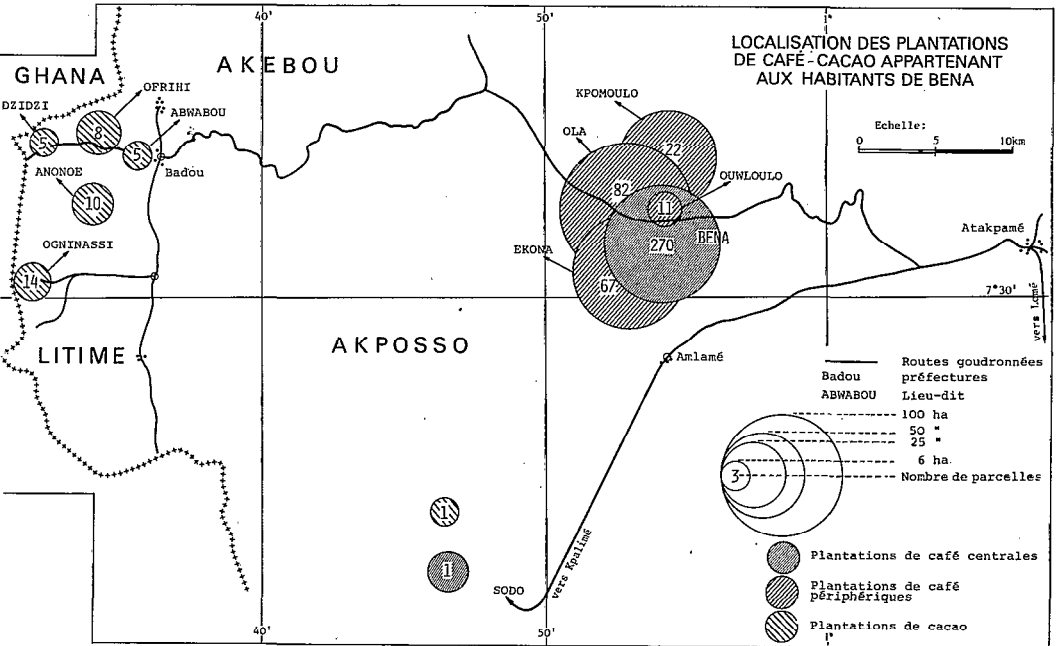 40'
50'
1°
LOCALISATION DES PLANTATIONS
DE CAFÉ-CACAO APPARTENANT
AUX HABITANTS DE BENA
Echelle:
0 5 10km
GHANA
AKEBOU
DZIDZI
OFRIHI
ABWABOU
5
8
5
Badou
ANONOE
10
OGNINASSI
14
LITIME
AKPOSSO
KPOMOULO
OLA
22
82
OUWLOULO
11
BENA
270
EKONA
67
Atakpamé
7°30'
vers Lomé
Amlamé
1
1
SODO
vers Kpalimé
Routes goudronnées
Badou préfectures
ABWABOU Lieu-dit
100 ha
50 "
25 "
6 ha
3 Nombre de parcelles
Plantations de café centrales
Plantations de café
périphériques
Plantations de cacao
40'
50'
1°